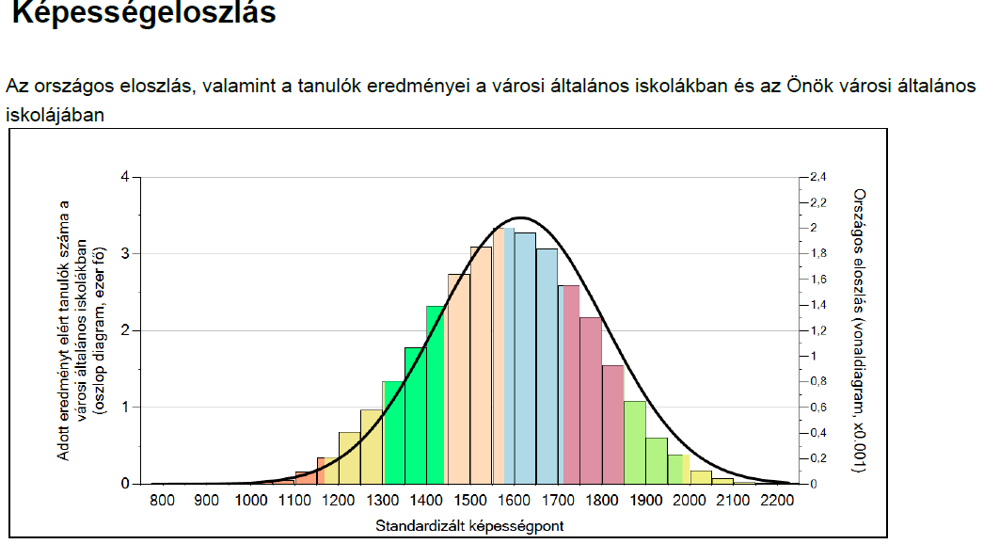 Képességeloszlás
Az országos eloszlás, valamint a tanulók eredményei a városi általános iskolákban és az Önök városi általános
iskolájában
Adott eredményt elért tanulók száma a
városi általános iskolákban
(oszlop diagram, ezer fő)
4
3
2
1
0
2,4
2,2
2
1,8
1,6
1,4
1,2
1
0,8
0,6
0,4
0,2
0
Országos eloszlás (vonaldiagram, x0.001)
800 900 1000 1100 1200 1300 1400 1500 1600 1700 1800 1900 2000 2100 2200
Standardizált képességpont